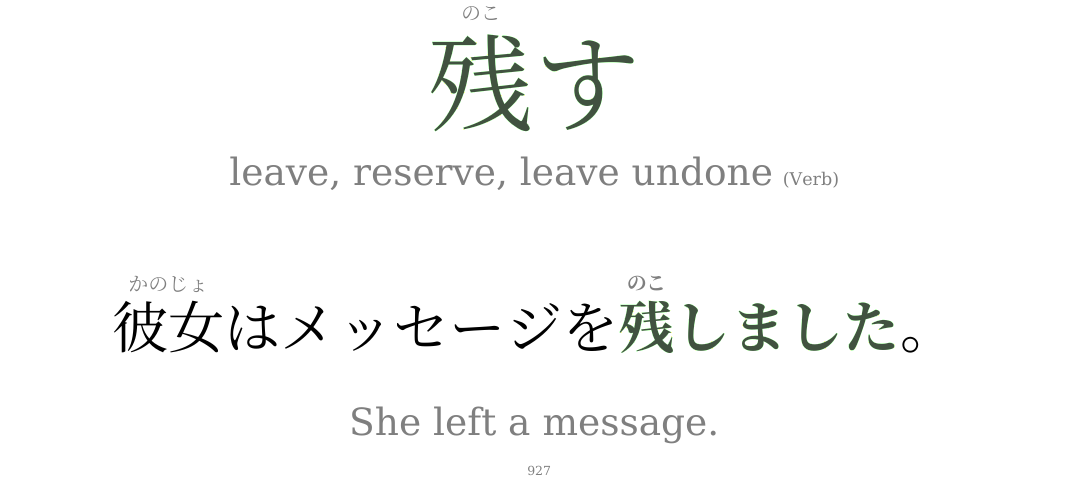 のこ
残す
leave, reserve, leave undone (Verb)
かのじょ のこ
彼女はメッセージを残しました。
She left a message.
927